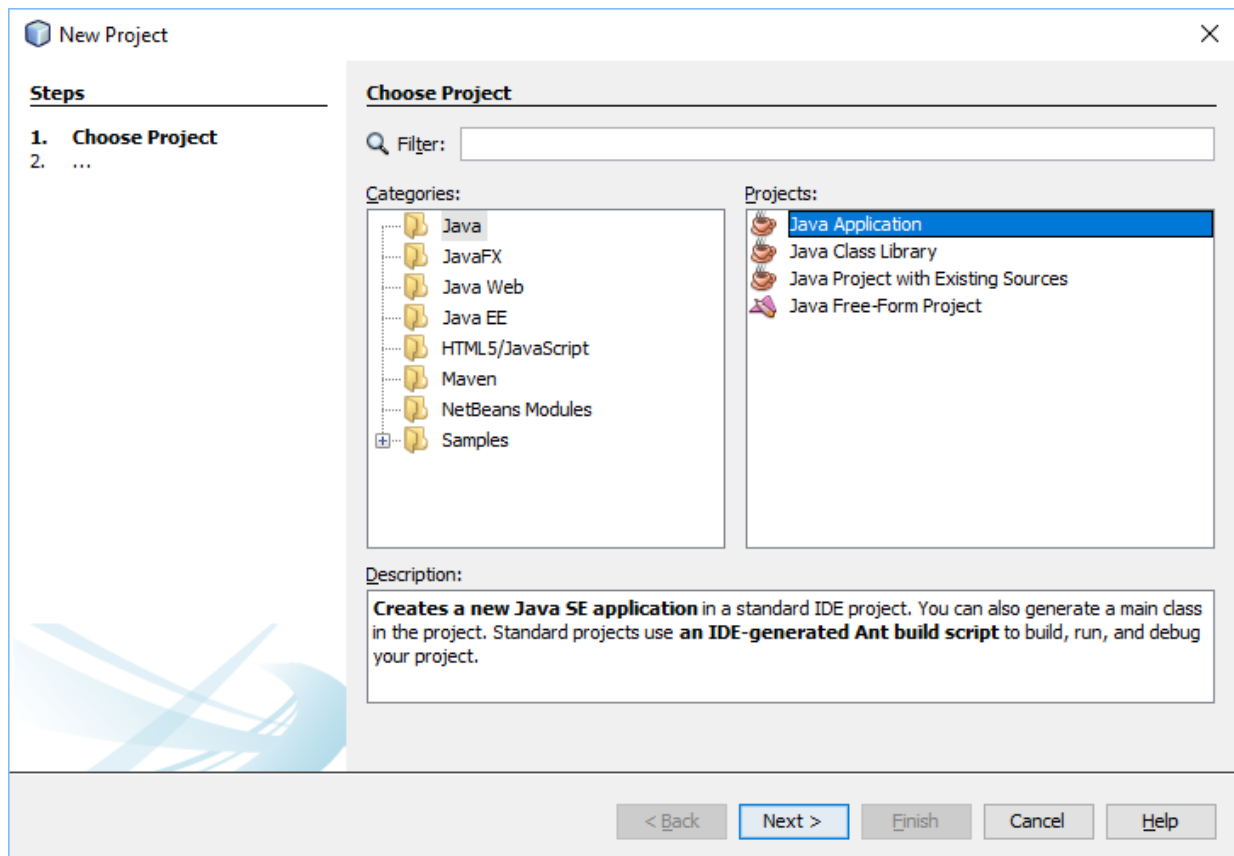 New Project
Steps
1. Choose Project
2. ...
Choose Project
Filter:
Categories:
Java
JavaFX
Java Web
Java EE
HTML5/JavaScript
Maven
NetBeans Modules
Samples
Projects:
Java Application
Java Class Library
Java Project with Existing Sources
Java Free-Form Project
Description:
Creates a new Java SE application in a standard IDE project. You can also generate a main class
in the project. Standard projects use an IDE-generated Ant build script to build, run, and debug
your project.
< Back
Next >
Finish
Cancel
Help